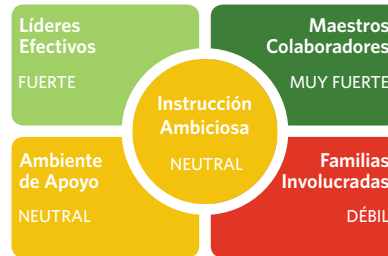 Líderes
Efectivos
FUERTE
Maestros
Colaboradores
MUY FUERTE
Instrucción
Ambiciosa
NEUTRAL
Ambiente
de Apoyo
NEUTRAL
Familias
Involucradas
DÉBIL